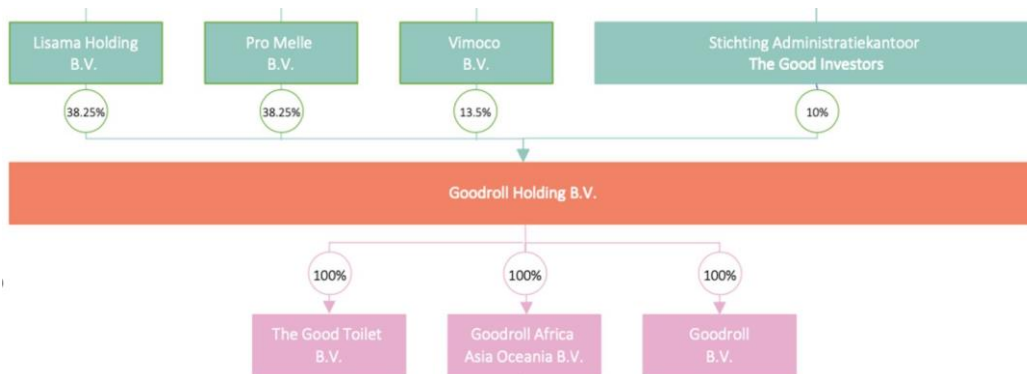 Lisama Holding
B.V.
Pro Melle
B.V.
Vimoco
B.V.
Stichting Administratiekantoor
The Good Investors
38.25%
38.25%
13.5%
10%
Goodroll Holding B.V.
100%
100%
100%
The Good Toilet
B.V.
Goodroll Africa
Asia Oceania B.V.
Goodroll
B.V.